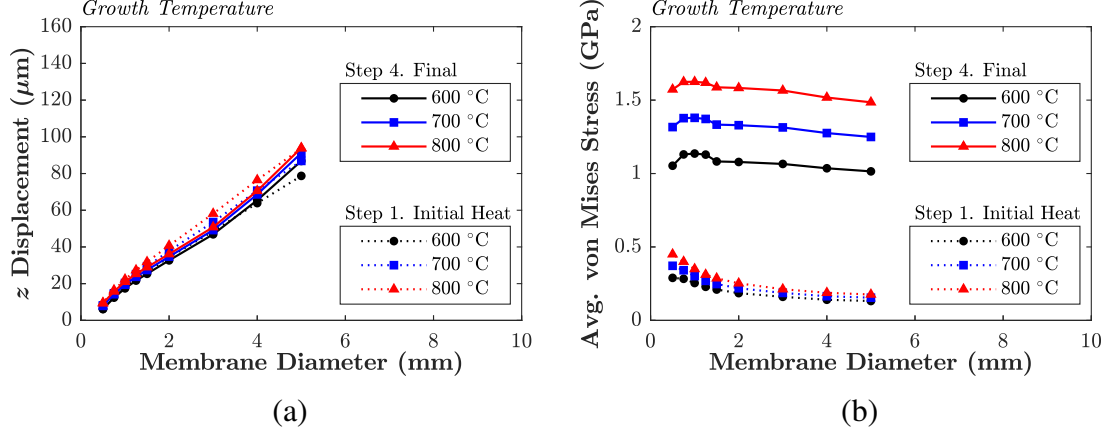 Growth Temperature
160
140
120
100
80
60
40
20
0
z Displacement (μm)
Step 4. Final
600 °C
700 °C
800 °C
Step 1. Initial Heat
600 °C
700 °C
800 °C
0 2 4 6 8 10
Membrane Diameter (mm)
(a)
Growth Temperature
2
1.5
1
0.5
0
Avg. von Mises Stress (GPa)
Step 4. Final
600 °C
700 °C
800 °C
Step 1. Initial Heat
600 °C
700 °C
800 °C
0 2 4 6 8 10
Membrane Diameter (mm)
(b)